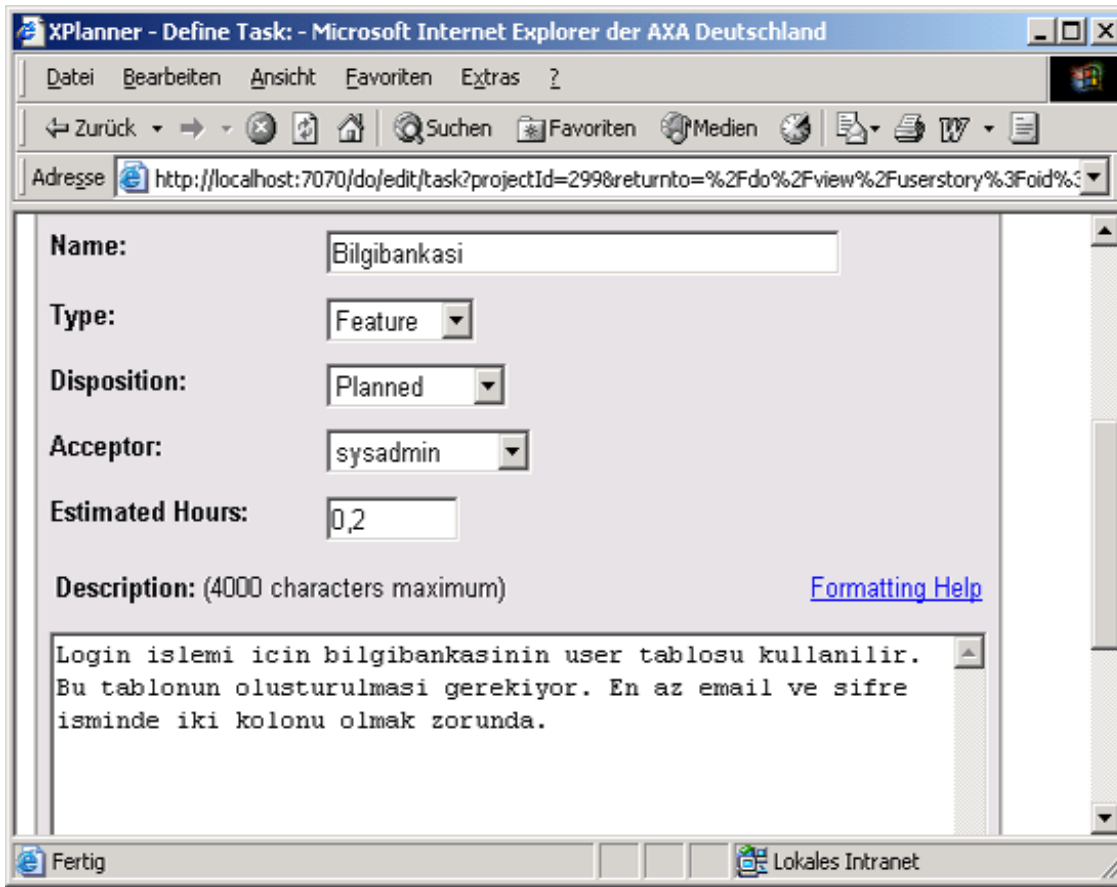 XPlanner - Define Task: - Microsoft Internet Explorer der AXA Deutschland
Datei Bearbeiten Ansicht Favoriten Extras ?
Zurück Suchen Favoriten Medien
Adresse http://localhost:7070/do/edit/task?projectId=299&returnto=%2Fdo%2Fview%2Fuserstory%3Foid%3
Name: Bilgibankasi
Type: Feature
Disposition: Planned
Acceptor: sysadmin
Estimated Hours: 0,2
Description: (4000 characters maximum) Formatting Help
Login islemi icin bilgibankasinin user tablosu kullanilir.
Bu tablonun olusturulmasi gerekiyor. En az email ve sifre
isminde iki kolonu olmak zorunda.
Fertig Lokales Intranet